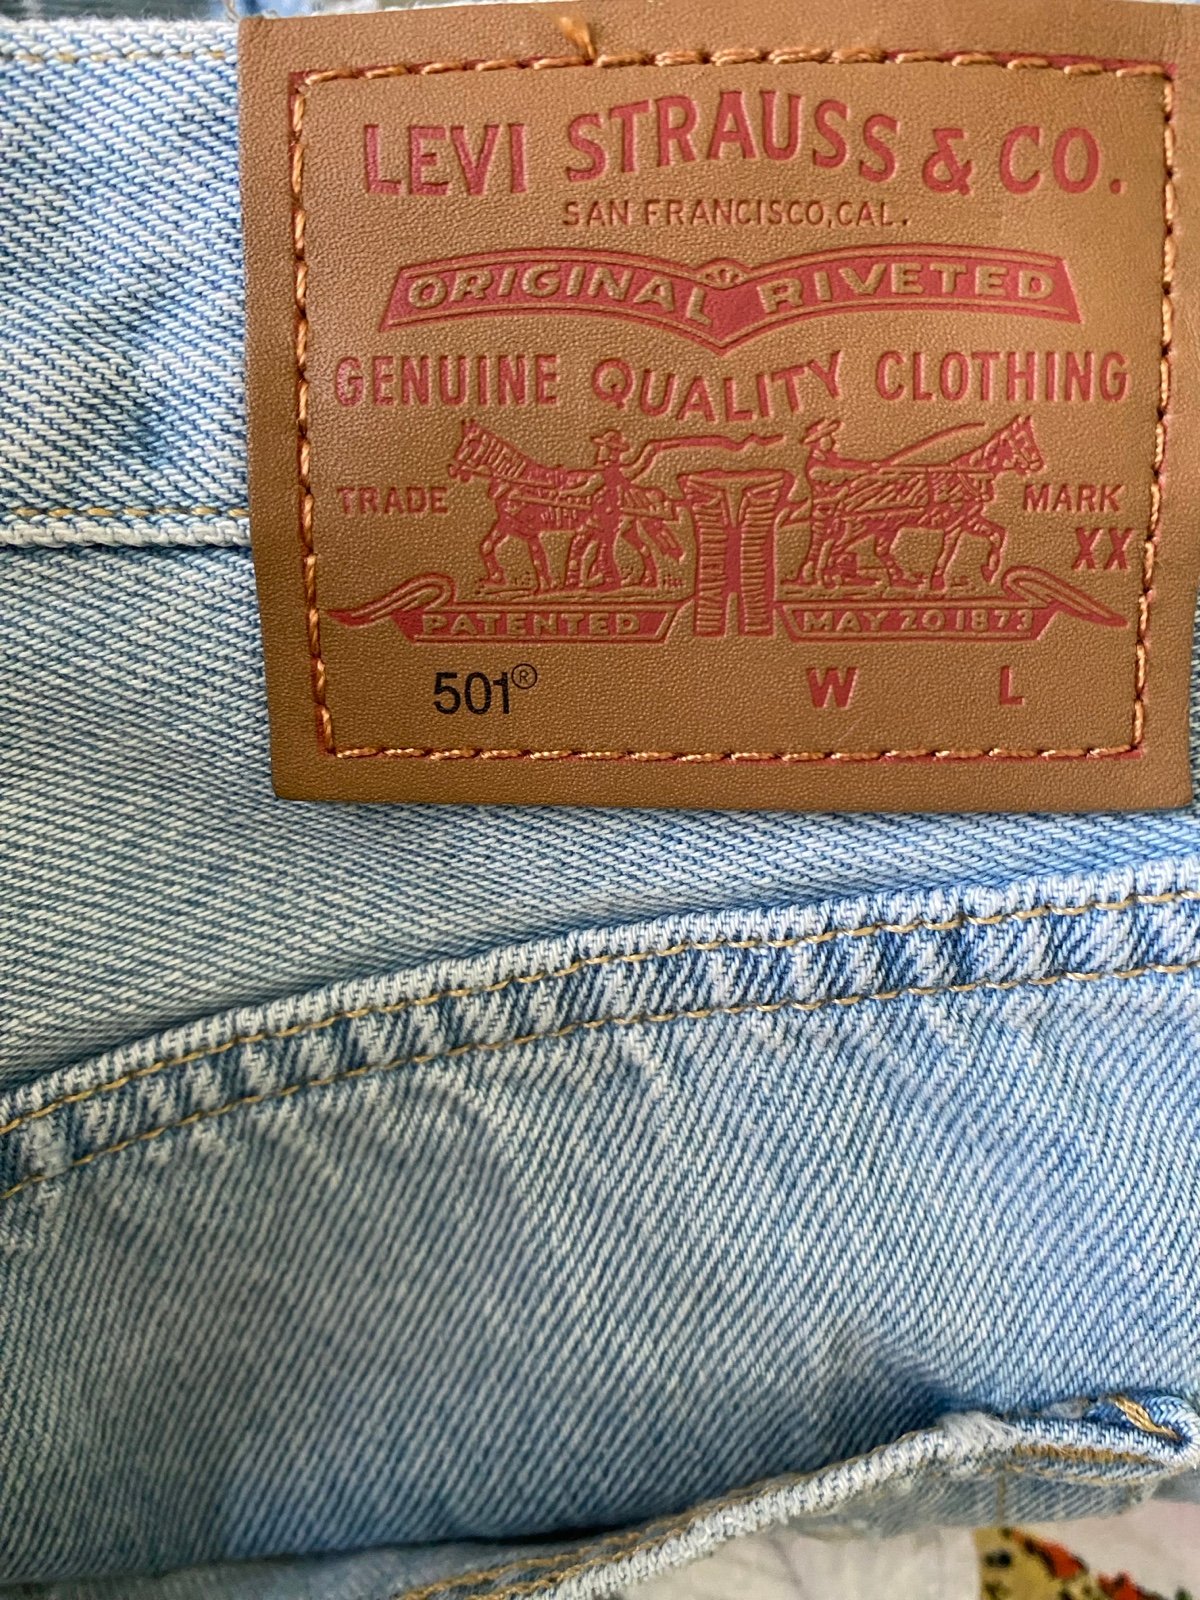 LEVI STRAUSS & CO.
SAN FRANCISCO, CAL.
ORIGINAL RIVETED
GENUINE QUALITY CLOTHING
TRADE MARK
XX
PATENTED MAY 20 1873
501® W L